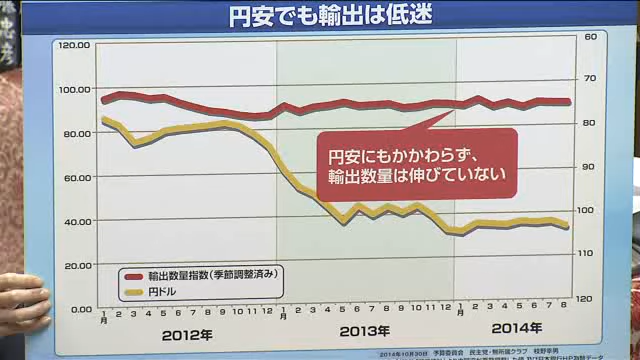 円安でも輸出は低迷
120.00
100.00
80.00
60.00
40.00
20.00
0.00
60
70
80
90
100
110
120
円安にもかかわらず、
輸出数量は伸びていない
輸出数量指数(季節調整済み)
円ドル
1月 2 3 4 5 6 7 8 9 10 11 12 1月 2 3 4 5 6 7 8 9 10 11 12 1月 2 3 4 5 6 7 8
2012年 2013年 2014年
2014年10月30日 予算委員会 民主党・無所属クラブ 枝野幸男